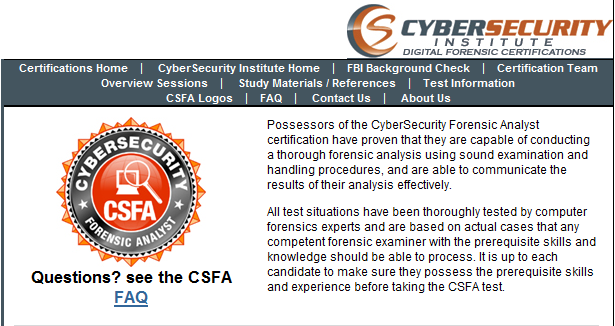 CYBERSECURITY
INSTITUTE
DIGITAL FORENSIC CERTIFICATIONS
Certifications Home | CyberSecurity Institute Home | FBI Background Check | Certification Team
Overview Sessions | Study Materials / References | Test Information
CSFA Logos | FAQ | Contact Us | About Us
CYBERSECURITY
CSFA
FORENSIC ANALYST
Questions? see the CSFA
FAQ
Possessors of the CyberSecurity Forensic Analyst
certification have proven that they are capable of conducting
a thorough forensic analysis using sound examination and
handling procedures, and are able to communicate the
results of their analysis effectively.
All test situations have been thoroughly tested by computer
forensics experts and are based on actual cases that any
competent forensic examiner with the prerequisite skills and
knowledge should be able to process. It is up to each
candidate to make sure they possess the prerequisite skills
and experience before taking the CSFA test.